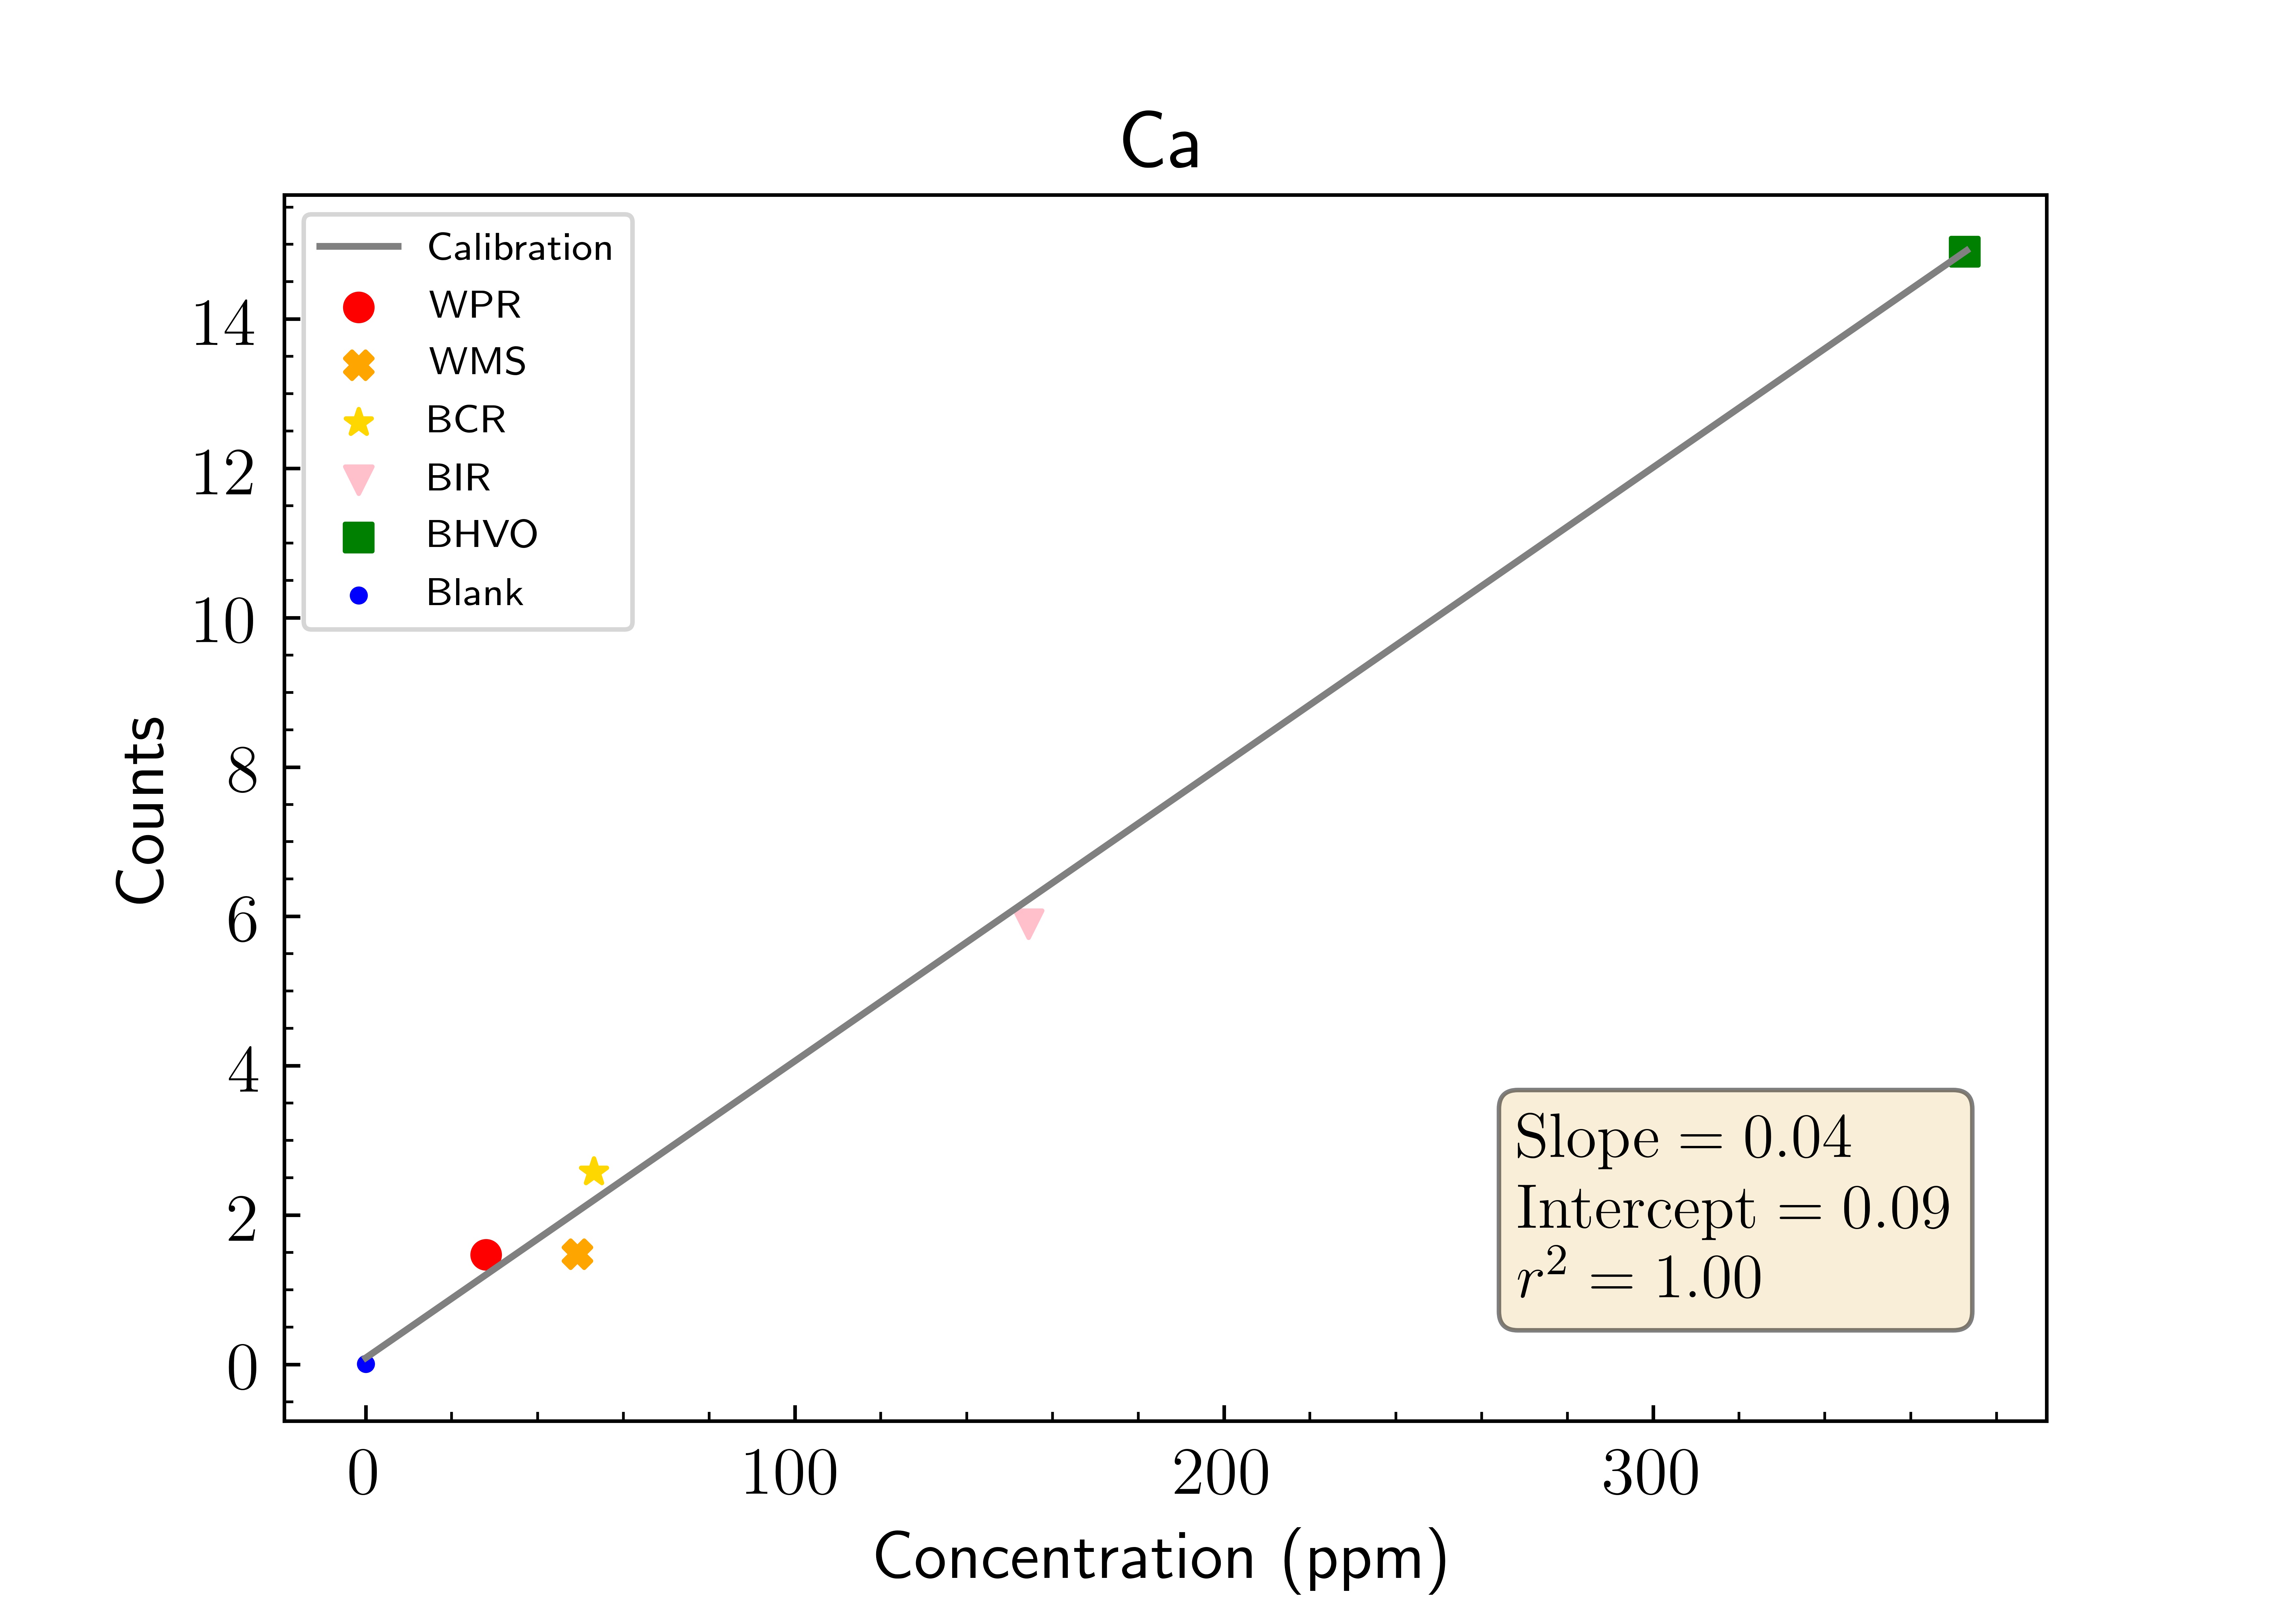 Ca
Calibration
WPR
WMS
BCR
BIR
BHVO
Blank
14
12
10
8
6
4
2
0
Counts
Slope = 0.04
Intercept = 0.09
r² = 1.00
0 100 200 300
Concentration (ppm)